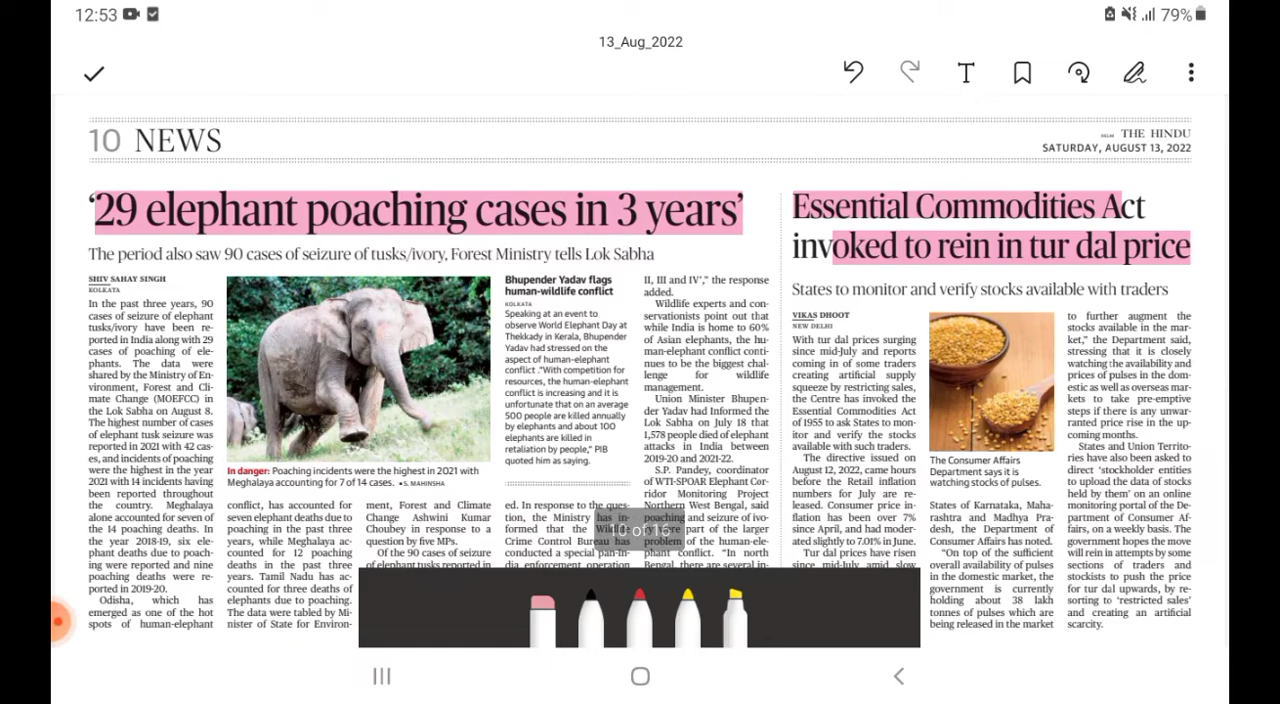 12:53
79%
13_Aug_2022
T
10 NEWS
THE HINDU
SATURDAY, AUGUST 13, 2022
‘29 elephant poaching cases in 3 years’
The period also saw 90 cases of seizure of tusks/ivory, Forest Ministry tells Lok Sabha
SHIV SAHAY SINGH
KOLKATA
In the past three years, 90
cases of seizure of elephant
tusks/ivory have been re-
ported in India along with 29
cases of poaching of ele-
phants. The data were
shared by the Ministry of En-
vironment, Forest and Cli-
mate Change (MOEFCC) in
the Lok Sabha on August 8.
The highest number of cases
of elephant tusk seizure was
reported in 2021 with 42 cas-
es, and incidents of poaching
were the highest in the year
2021 with 14 incidents having
been reported throughout
the country. Meghalaya
alone accounted for seven of
the 14 poaching deaths. In
the year 2018-19, six ele-
phant deaths due to poach-
ing were reported and nine
poaching deaths were re-
ported in 2019-20.
Odisha, which has
emerged as one of the hot
spots of human-elephant
In danger: Poaching incidents were the highest in 2021 with
Meghalaya accounting for 7 of 14 cases. ▪ S. MAHINSHA
conflict, has accounted for
seven elephant deaths due to
poaching in the past three
years, while Meghalaya ac-
counted for 12 poaching
deaths in the past three
years. Tamil Nadu has ac-
counted for three deaths of
elephants due to poaching.
The data were tabled by Mi-
nister of State for Environ-
ment, Forest and Climate
Change Ashwini Kumar
Choubey in response to a
question by five MPs.
Of the 90 cases of seizure
of elephant tusks reported in
Bhupender Yadav flags
human-wildlife conflict
KOLKATA
Speaking at an event to
observe World Elephant Day at
Thekkady in Kerala, Bhupender
Yadav had stressed on the
aspect of human-elephant
conflict ."With competition for
resources, the human-elephant
conflict is increasing and it is
unfortunate that on an average
500 people are killed annually
by elephants and about 100
elephants are killed in
retaliation by people," PIB
quoted him as saying.
ed. In response to the ques-
tion, the Ministry has in-
formed that the Wildlife
Crime Control Bureau has
conducted a special pan-In-
dia enforcement operation
II, III and IV’,” the response
added.
Wildlife experts and con-
servationists point out that
while India is home to 60%
of Asian elephants, the hu-
man-elephant conflict conti-
nues to be the biggest chal-
lenge for wildlife
management.
Union Minister Bhupen-
der Yadav had Informed the
Lok Sabha on July 18 that
1,578 people died of elephant
attacks in India between
2019-20 and 2021-22.
S.P. Pandey, coordinator
of WTI-SPOAR Elephant Cor-
ridor Monitoring Project
Northern West Bengal, said
poaching and seizure of ivo-
were part of the larger
problem of the human-ele-
phant conflict. “In north
Bengal, there are several in-
10 of 16
Essential Commodities Act
invoked to rein in tur dal price
States to monitor and verify stocks available with traders
VIKAS DHOOT
NEW DELHI
With tur dal prices surging
since mid-July and reports
coming in of some traders
creating artificial supply
squeeze by restricting sales,
the Centre has invoked the
Essential Commodities Act
of 1955 to ask States to mon-
itor and verify the stocks
available with such traders.
The directive issued on
August 12, 2022, came hours
before the Retail inflation
numbers for July are re-
leased. Consumer price in-
flation has been over 7%
since April, and had moder-
ated slightly to 7.01% in June.
Tur dal prices have risen
since mid-July amid slow
The Consumer Affairs
Department says it is
watching stocks of pulses.
States of Karnataka, Maha-
rashtra and Madhya Pra-
desh, the Department of
Consumer Affairs has noted.
“On top of the sufficient
overall availability of pulses
in the domestic market, the
government is currently
holding about 38 lakh
tonnes of pulses which are
being released in the market
to further augment the
stocks available in the mar-
ket,” the Department said,
stressing that it is closely
watching the availability and
prices of pulses in the dom-
estic as well as overseas mar-
kets to take pre-emptive
steps if there is any unwar-
ranted price rise in the up-
coming months.
States and Union Territo-
ries have also been asked to
direct ‘stockholder entities
to upload the data of stocks
held by them’ on an online
monitoring portal of the De-
partment of Consumer Af-
fairs, on a weekly basis. The
government hopes the move
will rein in attempts by some
sections of traders and
stockists to push the price
for tur dal upwards, by re-
sorting to ‘restricted sales’
and creating an artificial
scarcity.